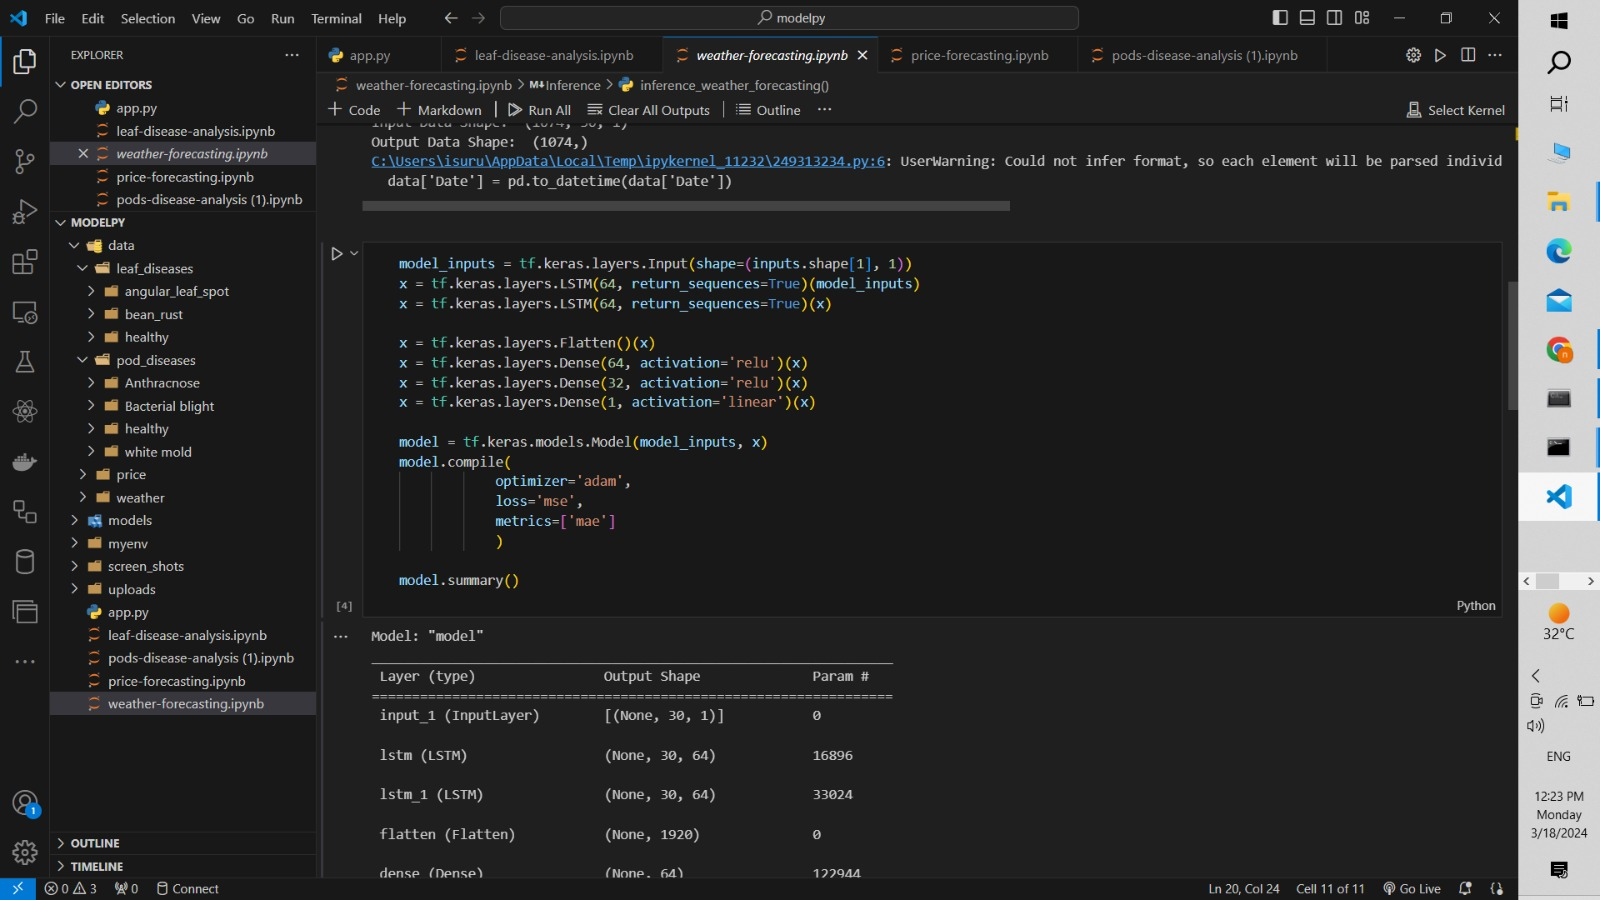 File Edit Selection View Go Run Terminal Help
modelpy
EXPLORER
OPEN EDITORS
app.py
leaf-disease-analysis.ipynb
weather-forecasting.ipynb
price-forecasting.ipynb
pods-disease-analysis (1).ipynb
MODELPY
data
leaf_diseases
angular_leaf_spot
bean_rust
healthy
pod_diseases
Anthracnose
Bacterial blight
healthy
white mold
price
weather
models
myenv
screen_shots
uploads
app.py
leaf-disease-analysis.ipynb
pods-disease-analysis (1).ipynb
price-forecasting.ipynb
weather-forecasting.ipynb
OUTLINE
TIMELINE
app.py leaf-disease-analysis.ipynb weather-forecasting.ipynb price-forecasting.ipynb pods-disease-analysis (1).ipynb
weather-forecasting.ipynb > M↓Inference > inference_weather_forecasting()
+ Code + Markdown | Run All Clear All Outputs | Outline ... Select Kernel
Input Data Shape: (1074, 30, 1)
Output Data Shape: (1074,)
C:\Users\isuru\AppData\Local\Temp\ipykernel_11232\249313234.py:6: UserWarning: Could not infer format, so each element will be parsed individ
data['Date'] = pd.to_datetime(data['Date'])
model_inputs = tf.keras.layers.Input(shape=(inputs.shape[1], 1))
x = tf.keras.layers.LSTM(64, return_sequences=True)(model_inputs)
x = tf.keras.layers.LSTM(64, return_sequences=True)(x)
x = tf.keras.layers.Flatten()(x)
x = tf.keras.layers.Dense(64, activation='relu')(x)
x = tf.keras.layers.Dense(32, activation='relu')(x)
x = tf.keras.layers.Dense(1, activation='linear')(x)
model = tf.keras.models.Model(model_inputs, x)
model.compile(
optimizer='adam',
loss='mse',
metrics=['mae']
)
model.summary()
[4]
Python
Model: "model"
Layer (type) Output Shape Param #
=================================================================
input_1 (InputLayer) [(None, 30, 1)] 0
lstm (LSTM) (None, 30, 64) 16896
lstm_1 (LSTM) (None, 30, 64) 33024
flatten (Flatten) (None, 1920) 0
dense (Dense) (None, 64) 122944
1
0 3 0 Connect
Ln 20, Col 24 Cell 11 of 11 Go Live
32°C
ENG
12:23 PM
Monday
3/18/2024